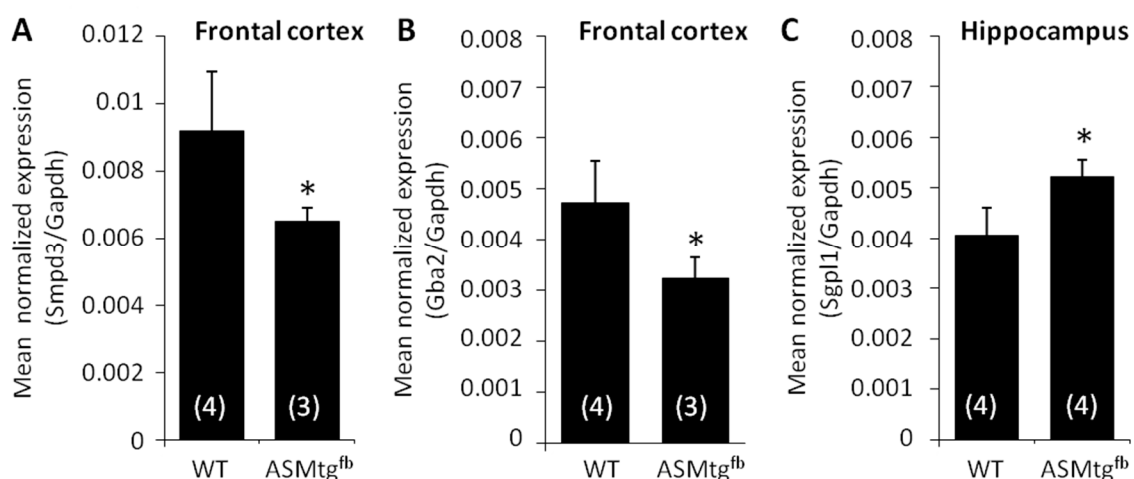 A
Frontal cortex
Mean normalized expression
(Smpd3/Gapdh)
0.012
0.01
0.008
0.006
0.004
0.002
0
*
(4)
(3)
WT
ASMtg^fb
B
Frontal cortex
Mean normalized expression
(Gba2/Gapdh)
0.008
0.007
0.006
0.005
0.004
0.003
0.002
0.001
0
*
(4)
(3)
WT
ASMtg^fb
C
Hippocampus
Mean normalized expression
(Sgpl1/Gapdh)
0.008
0.007
0.006
0.005
0.004
0.003
0.002
0.001
0
*
(4)
(4)
WT
ASMtg^fb